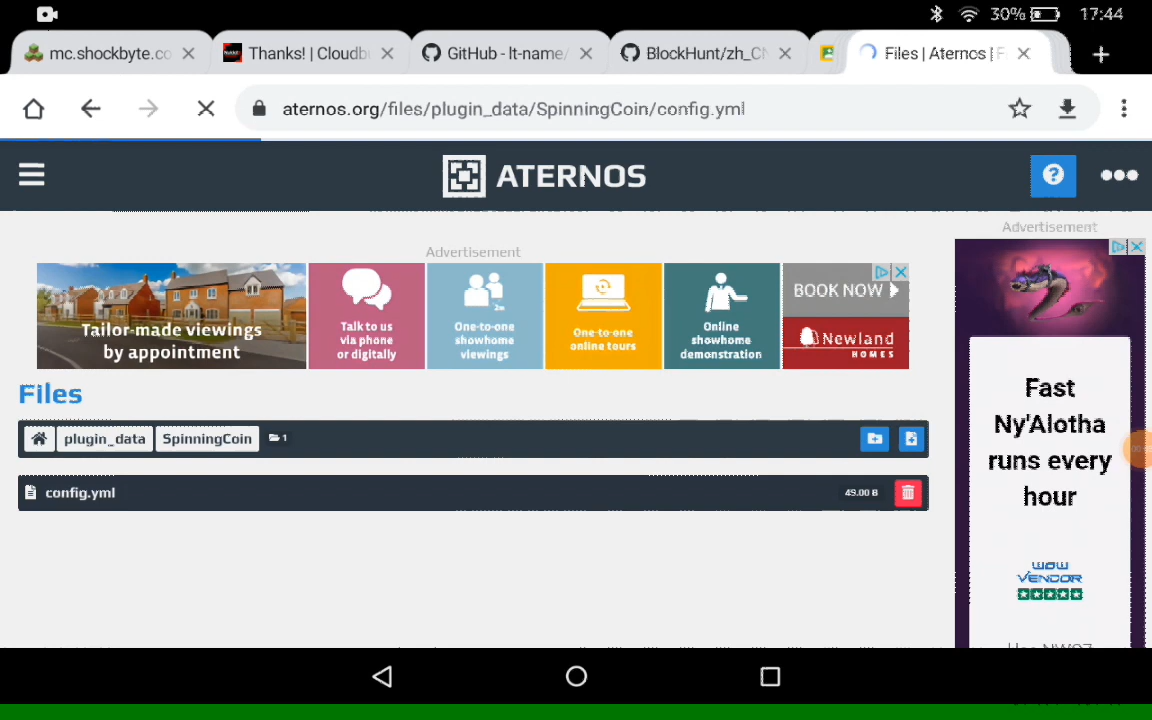 30% 17:44
mc.shockbyte.co
Thanks! | Cloudb
GitHub - lt-name/
BlockHunt/zh_CN
Files | Aternos | F
aternos.org/files/plugin_data/SpinningCoin/config.yml
ATERNOS
Advertisement
Advertisement
Tailor-made viewings
by appointment
Talk to us
via phone
or digitally
2m
One-to-one
showhome
viewings
One-to-one
online tours
Online
showhome
demonstration
BOOK NOW
Newland
HOMES
Files
plugin_data
SpinningCoin
1
config.yml
49.00 B
Fast
Ny'Alotha
runs every
hour
WOW
VENDOR